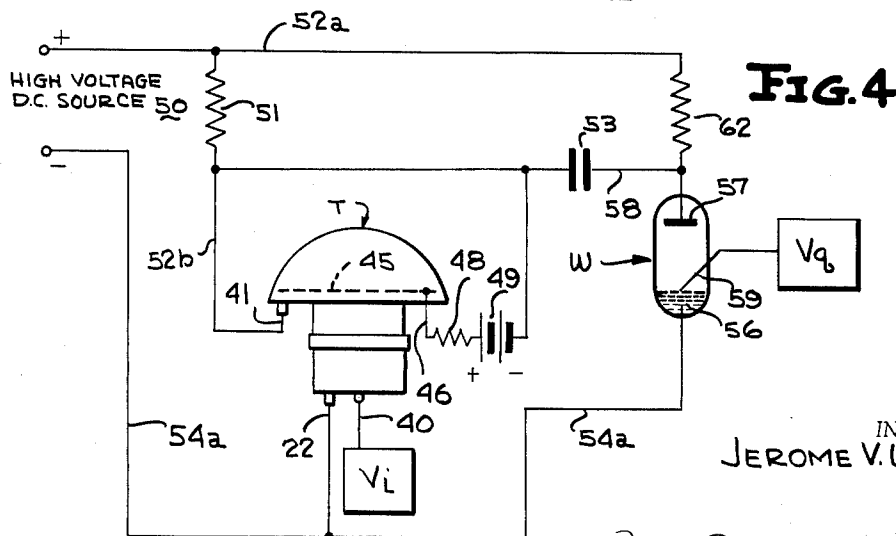 52a
+
HIGH VOLTAGE
D.C. SOURCE 50
51
FIG. 4
53
62
-
58
57
T
52b
45
48
49
W
Vq
59
56
41
+ -
46
54a
22
40
54a
Vi
IN
JEROME V.